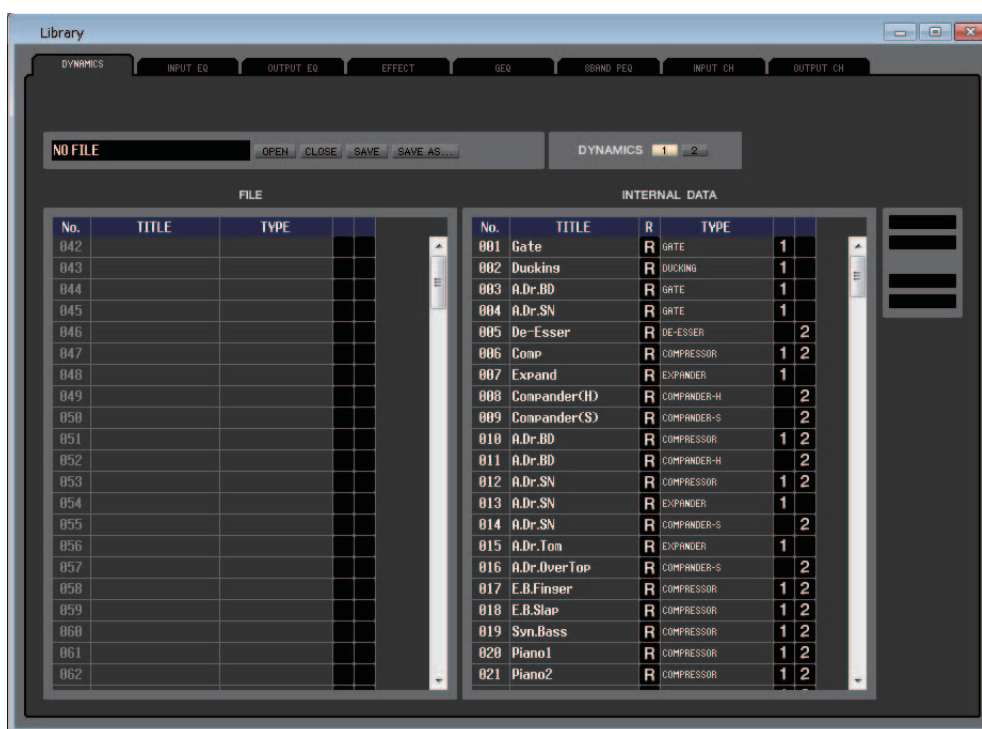 Library
DYNAMICS INPUT EQ OUTPUT EQ EFFECT GEQ 8BAND PEQ INPUT CH OUTPUT CH
NO FILE OPEN CLOSE SAVE SAVE AS... DYNAMICS 1 2
FILE INTERNAL DATA
No. TITLE TYPE No. TITLE R TYPE
042 001 Gate R GATE 1
043 002 Ducking R DUCKING 1
044 003 A.Dr.BD R GATE 1
045 004 A.Dr.SN R GATE 1
046 005 De-Esser R DE-ESSER 2
047 006 Comp R COMPRESSOR 1 2
048 007 Expand R EXPANDER 1
049 008 Compander(H) R COMPANDER-H 2
050 009 Compander(S) R COMPANDER-S 2
051 010 A.Dr.BD R COMPRESSOR 1 2
052 011 A.Dr.BD R COMPANDER-H 2
053 012 A.Dr.SN R COMPRESSOR 1 2
054 013 A.Dr.SN R EXPANDER 1
055 014 A.Dr.SN R COMPANDER-S 2
056 015 A.Dr.Tom R EXPANDER 1
057 016 A.Dr.OverTop R COMPANDER-S 2
058 017 E.B.Finger R COMPRESSOR 1 2
059 018 E.B.Slap R COMPRESSOR 1 2
060 019 Syn.Bass R COMPRESSOR 1 2
061 020 Piano1 R COMPRESSOR 1 2
062 021 Piano2 R COMPRESSOR 1 2